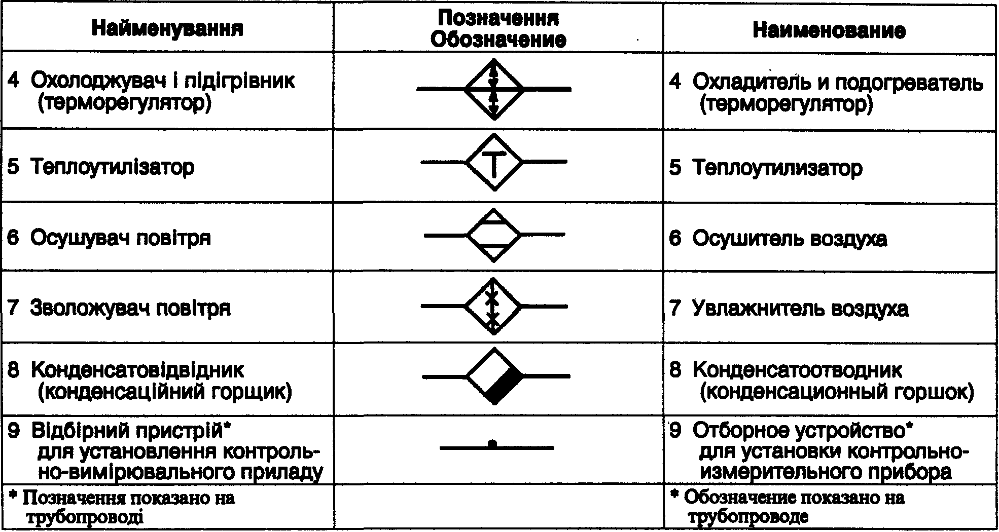 Найменування
Позначення
Обозначение
Наименование
4 Охолоджувач і підігрівник
(терморегулятор)
4 Охладитель и подогреватель
(терморегулятор)
5 Теплоутилізатор
Т
5 Теплоутилизатор
6 Осушувач повітря
6 Осушитель воздуха
7 Зволожувач повітря
7 Увлажнитель воздуха
8 Конденсатовідвідник
(конденсаційний горщик)
8 Конденсатоотводник
(конденсационный горшок)
9 Відбірний пристрій*
для установлення контроль-
но-вимірювального приладу
9 Отборное устройство*
для установки контрольно-
измерительного прибора
* Позначення показано на
трубопроводі
* Обозначение показано на
трубопроводе